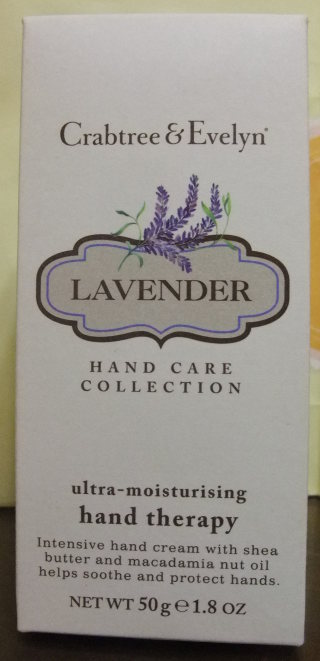 Crabtree & Evelyn®
LAVENDER
HAND CARE
COLLECTION
ultra-moisturising
hand therapy
Intensive hand cream with shea
butter and macadamia nut oil
helps soothe and protect hands.
NET WT 50 g ℮ 1.8 OZ